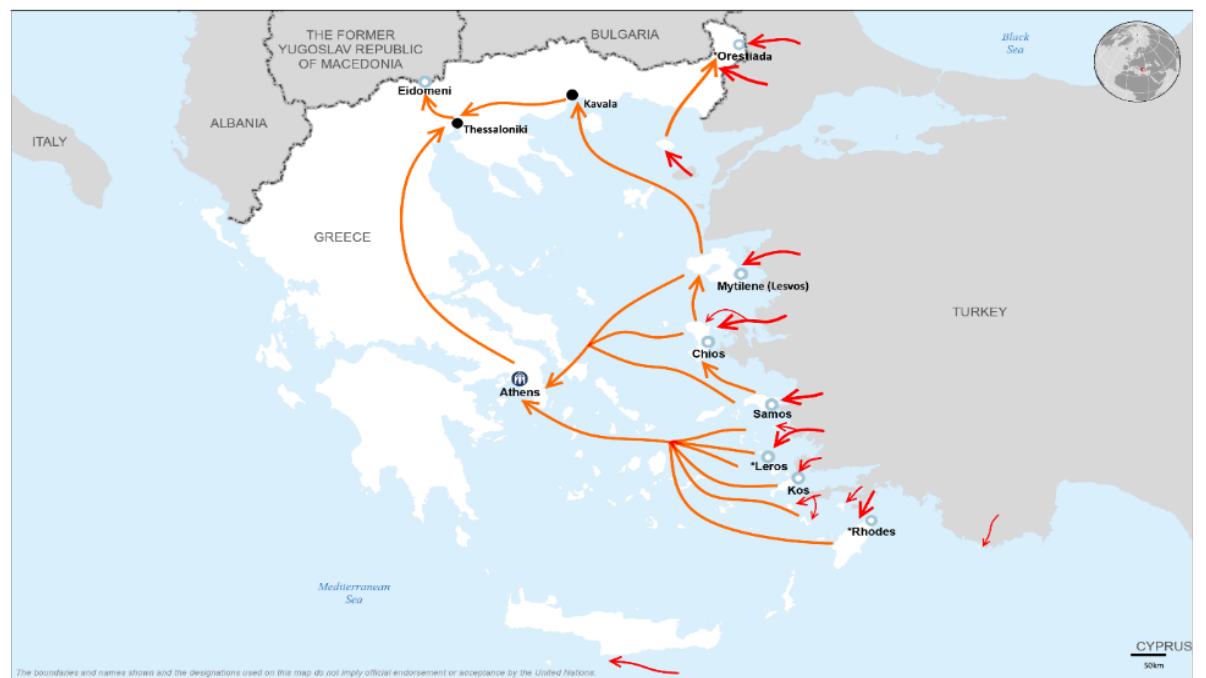 THE FORMER
YUGOSLAV REPUBLIC
OF MACEDONIA
BULGARIA
Black
Sea
*Orestiada
Eidomeni
Kavala
ALBANIA
Thessaloniki
ITALY
GREECE
Mytilene (Lesvos)
TURKEY
Chios
Athens
Samos
*Leros
Kos
*Rhodes
Mediterranean
Sea
CYPRUS
50km
The boundaries and names shown and the designations used on this map do not imply official endorsement or acceptance by the United Nations.